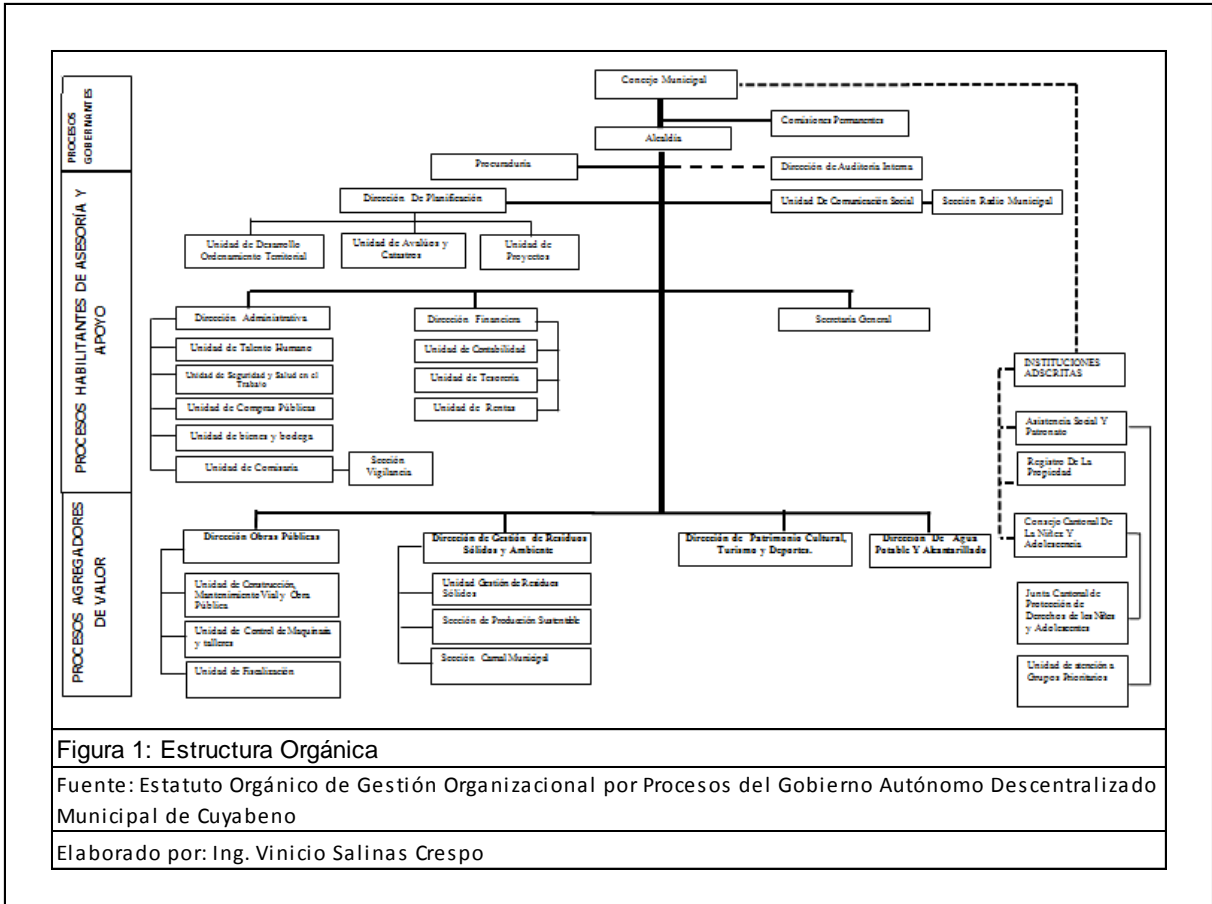 PROCESOS
GOBERNANTES
Concejo Municipal
Comisiones Permanentes
Alcaldía
PROCESOS HABILITANTES DE ASESORÍA Y
APOYO
Procuraduría
Dirección de Auditoría Interna
Dirección De Planificación
Unidad De Comunicación Social
Sección Radio Municipal
Unidad de Desarrollo
Ordenamiento Territorial
Unidad de Avalúos y
Catastros
Unidad de
Proyectos
Dirección Administrativa
Unidad de Talento Humano
Unidad de Seguridad y Salud en el
Trabajo
Unidad de Compras Públicas
Unidad de bienes y bodega
Unidad de Comisaría
Sección
Vigilancia
Dirección Financiera
Unidad de Contabilidad
Unidad de Tesorería
Unidad de Rentas
Secretaría General
INSTITUCIONES
ADSCRITAS
Asistencia Social Y
Patronato
Registro De La
Propiedad
Consejo Cantonal De
La Niñez Y
Adolescencia
Junta Cantonal de
Protección de
Derechos de los Niños
y Adolescentes
Unidad de atención a
Grupos Prioritarios
PROCESOS AGREGADORES
DE VALOR
Dirección Obras Públicas
Unidad de Construcción,
Mantenimiento Vial y Obra
Pública
Unidad de Control de Maquinaria
y talleres
Unidad de Fiscalización
Dirección de Gestión de Residuos
Sólidos y Ambiente
Unidad Gestión de Residuos
Sólidos
Sección de Producción Sustentable
Sección Camal Municipal
Dirección de Patrimonio Cultural,
Turismo y Deportes.
Dirección De Agua
Potable Y Alcantarillado
Figura 1: Estructura Orgánica
Fuente: Estatuto Orgánico de Gestión Organizacional por Procesos del Gobierno Autónomo Descentralizado
Municipal de Cuyabeno
Elaborado por: Ing. Vinicio Salinas Crespo